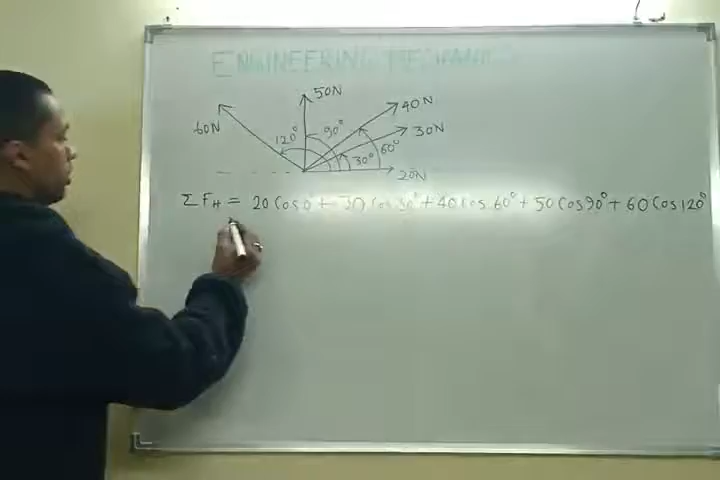 ENGINEERING MECHANICS
50N
40N
60N
120° 90°
30N
60°
30°
20N
ΣFH = 20 Cos 0° + 30 Cos 30° + 40 Cos 60° + 50 Cos 90° + 60 Cos 120°